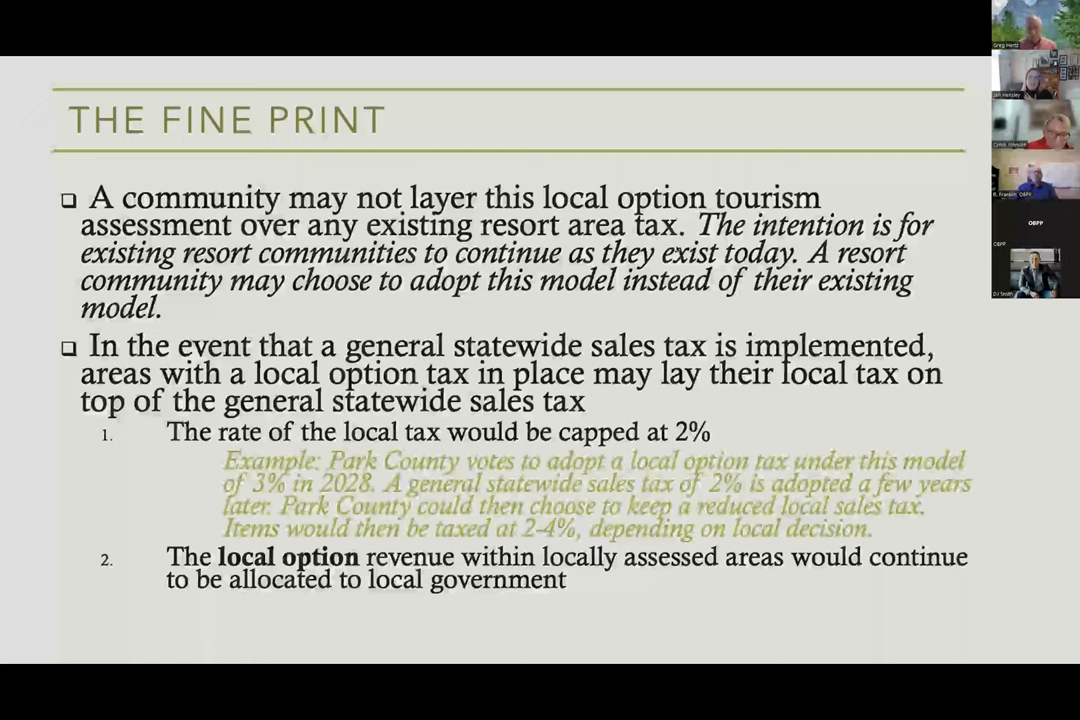 THE FINE PRINT
❑ A community may not layer this local option tourism
assessment over any existing resort area tax. The intention is for
existing resort communities to continue as they exist today. A resort
community may choose to adopt this model instead of their existing
model.
❑ In the event that a general statewide sales tax is implemented,
areas with a local option tax in place may lay their local tax on
top of the general statewide sales tax
1. The rate of the local tax would be capped at 2%
Example: Park County votes to adopt a local option tax under this model
of 3% in 2028. A general statewide sales tax of 2% is adopted a few years
later. Park County could then choose to keep a reduced local sales tax.
Items would then be taxed at 2-4%, depending on local decision.
2. The local option revenue within locally assessed areas would continue
to be allocated to local government
Greg Hertz
Johnson
R. Franklin, OBPP
OBPP
OBPP
DJ Smith